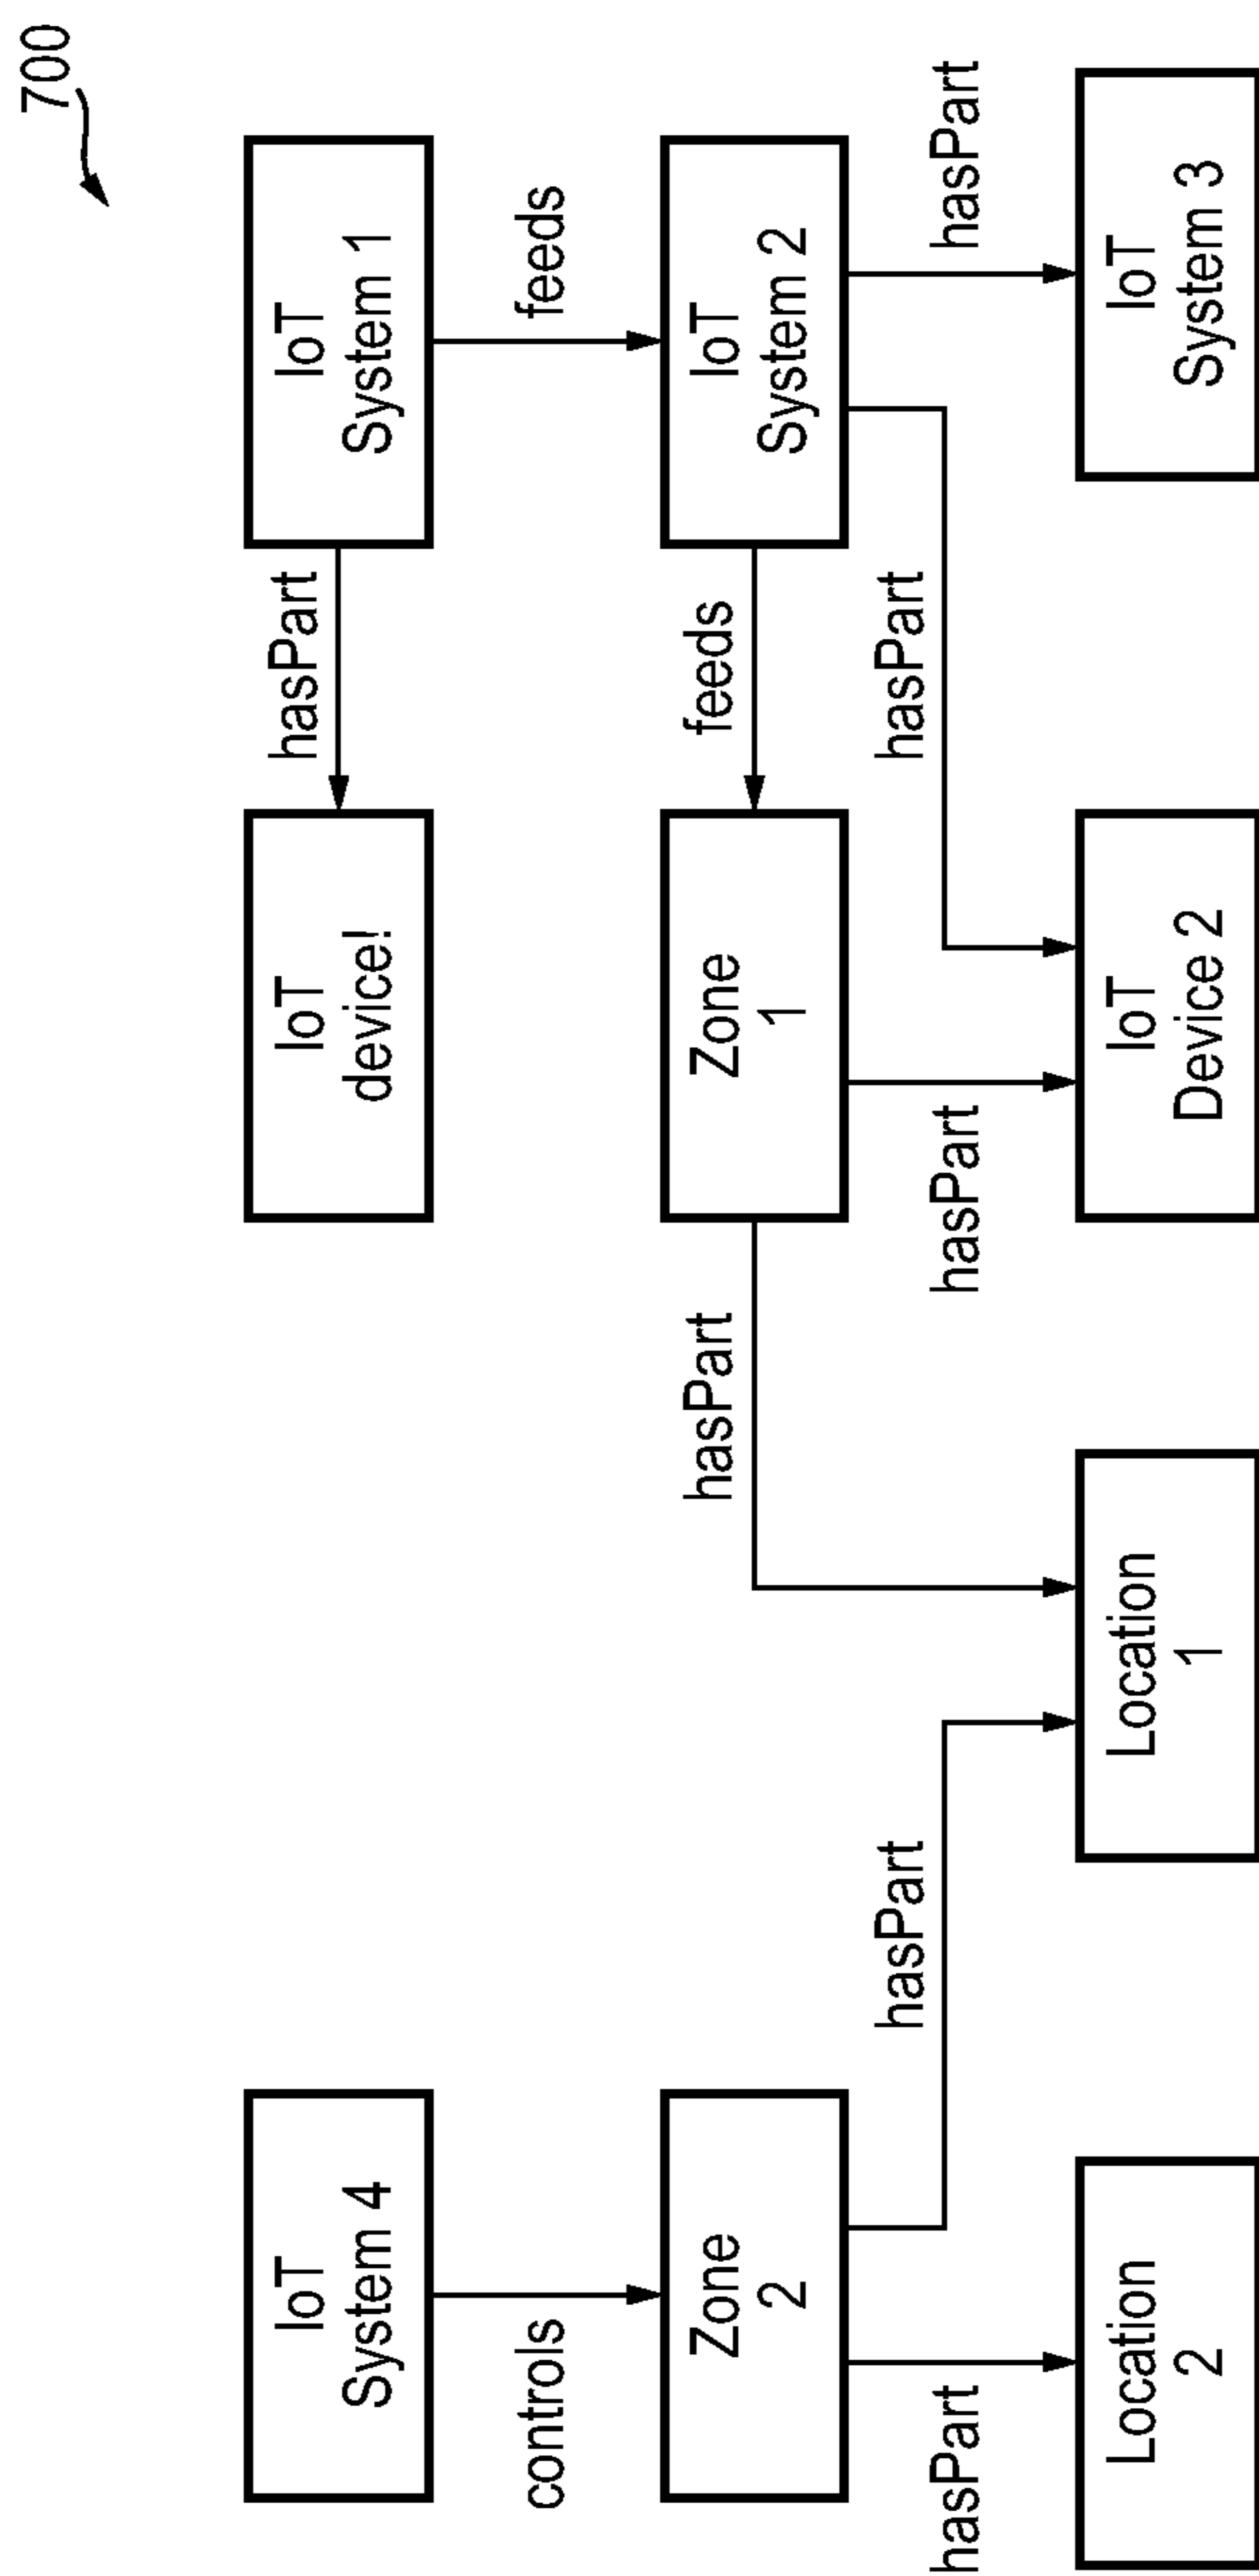 700
IoT
System 4
IoT
device!
hasPart
IoT
System 1
controls
feeds
Zone
2
hasPart
Zone
1
feeds
IoT
System 2
hasPart
hasPart
hasPart
hasPart
hasPart
Location
2
Location
1
IoT
Device 2
IoT
System 3